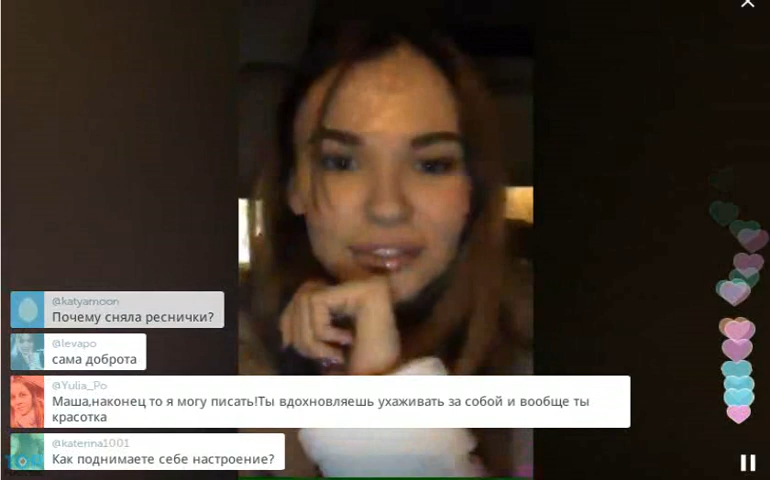 @katyamoon
Почему сняла реснички?
@levapo
сама доброта
@Yulia_Po
Маша,наконец то я могу писать!Ты вдохновляешь ухаживать за собой и вообще ты
красотка
@katerina1001
Как поднимаете себе настроение?